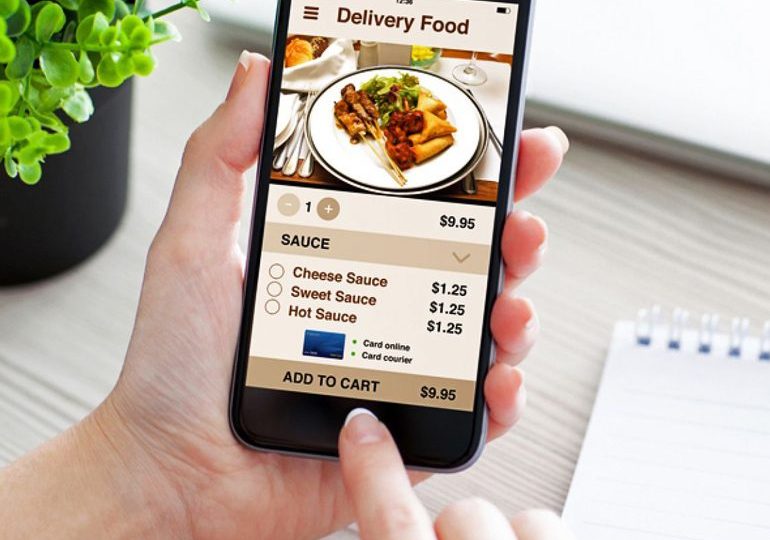 12:36
Delivery Food
− 1 + $9.95
SAUCE
Cheese Sauce $1.25
Sweet Sauce $1.25
Hot Sauce $1.25
Card online
Card courier
ADD TO CART $9.95